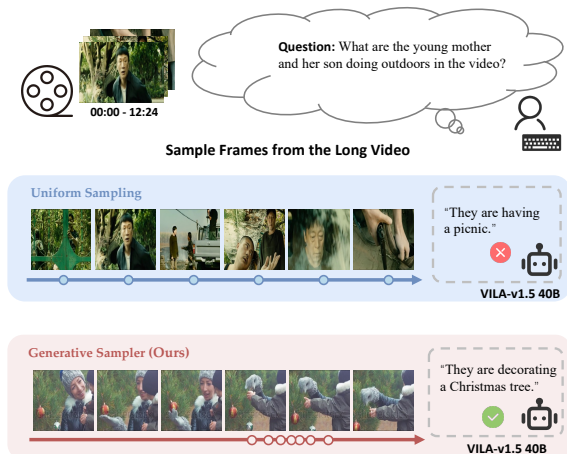 Question: What are the young mother
and her son doing outdoors in the video?
00:00 - 12:24
Sample Frames from the Long Video
Uniform Sampling
“They are having
a picnic.”
VILA-v1.5 40B
Generative Sampler (Ours)
“They are decorating
a Christmas tree.”
VILA-v1.5 40B